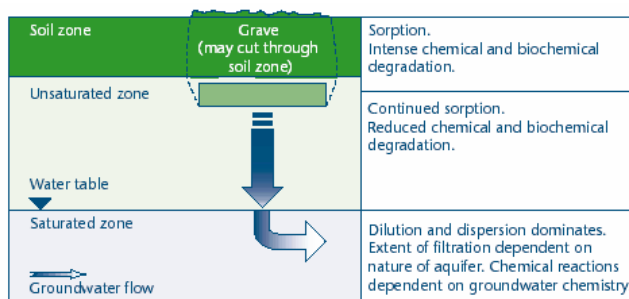 Soil zone
Grave
(may cut through
soil zone)
Sorption.
Intense chemical and biochemical
degradation.
Unsaturated zone
Continued sorption.
Reduced chemical and biochemical
degradation.
Water table
Saturated zone
Groundwater flow
Dilution and dispersion dominates.
Extent of filtration dependent on
nature of aquifer. Chemical reactions
dependent on groundwater chemistry